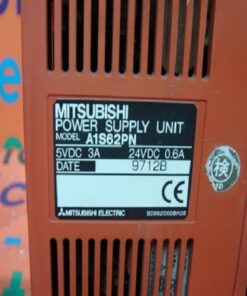 MITSUBISHI
POWER SUPPLY UNIT
MODEL A1S62PN
5VDC 3A 24VDC 0.6A
DATE 9712B
CE
MITSUBISHI ELECTRIC
検